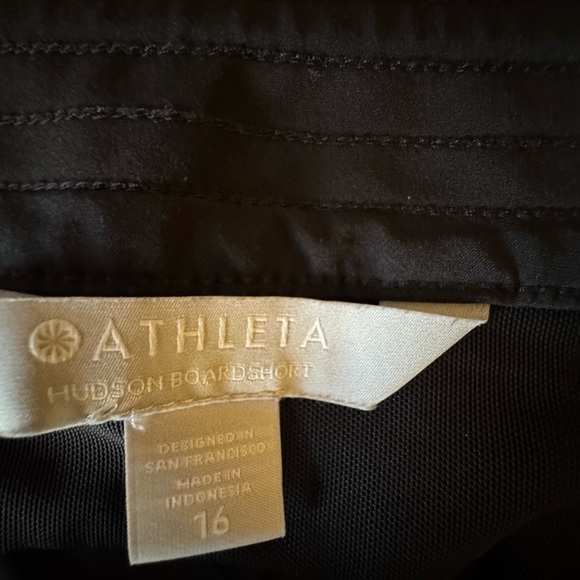 ATHLETA
HUDSON BOARDSHORT
DESIGNED IN
SAN FRANCISCO
MADE IN
INDONESIA
16